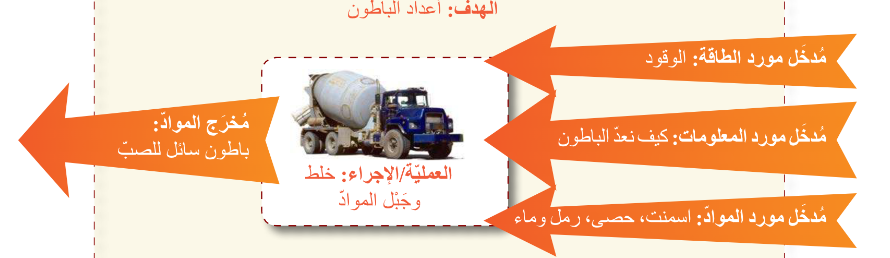 الهدف: أعداد الباطون
مُدخَل مورد الطاقة: الوقود
مُدخَل مورد المعلومات: كيف نعدّ الباطون
مُدخَل مورد الموادّ: اسمنت، حصى، رمل وماء
العمليّة/الإجراء: خلط
وجَبْل الموادّ
مُخرَج الموادّ:
باطون سائل للصبّ